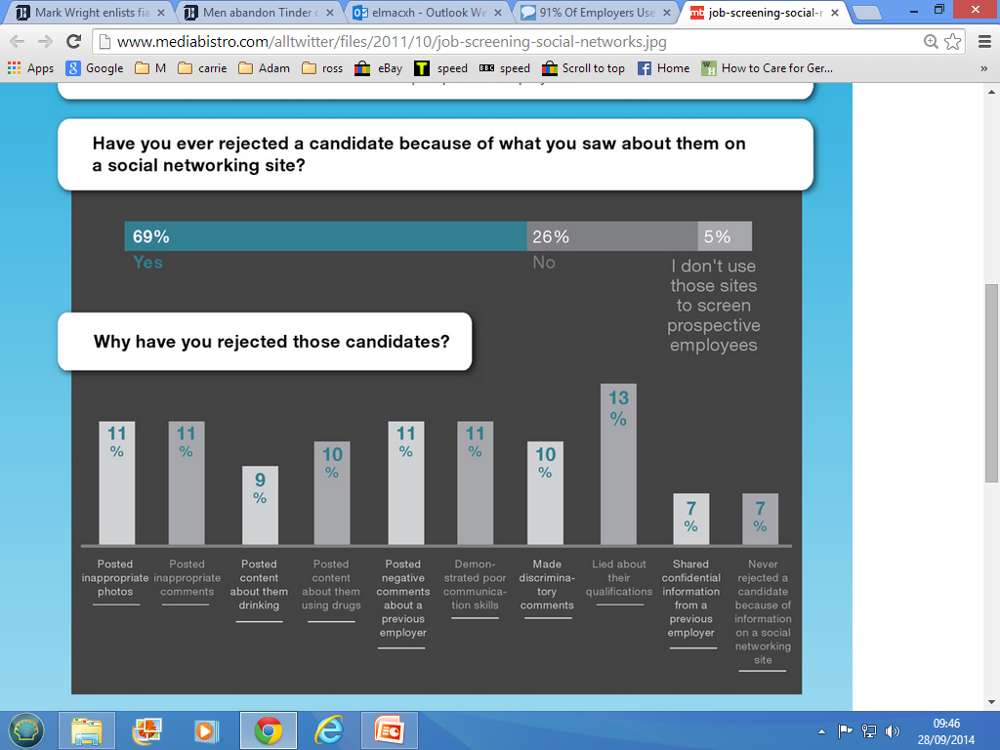 Mark Wright enlists fia
Men abandon Tinder
elmacxh - Outlook We
91% Of Employers Use
job-screening-social-
www.mediabistro.com/alltwitter/files/2011/10/job-screening-social-networks.jpg
Apps
Google
M
carrie
Adam
ross
eBay
speed
speed
Scroll to top
Home
How to Care for Ger...
»
Have you ever rejected a candidate because of what you saw about them on
a social networking site?
69%
26%
5%
Yes
No
I don't use
those sites
to screen
prospective
employees
Why have you rejected those candidates?
11
%
11
%
9
%
10
%
11
%
11
%
10
%
13
%
7
%
7
%
Posted
inappropriate
photos
Posted
inappropriate
comments
Posted
content
about them
drinking
Posted
content
about them
using drugs
Posted
negative
comments
about a
previous
employer
Demon-
strated poor
communica-
tion skills
Made
discrimina-
tory
comments
Lied about
their
qualifications
Shared
confidential
information
from a
previous
employer
Never
rejected a
candidate
because of
information
on a social
networking
site
09:46
28/09/2014